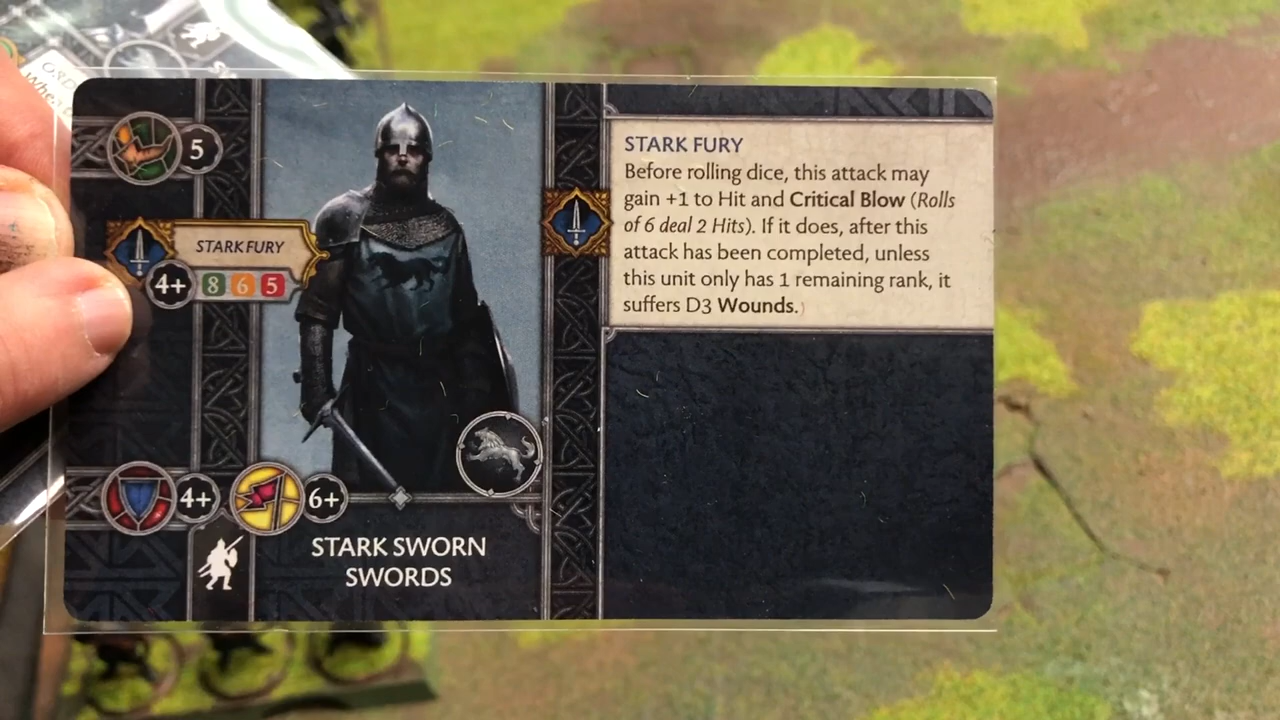 5
STARK FURY
4+ 8 6 5
4+ 6+
STARK SWORN
SWORDS
STARK FURY
Before rolling dice, this attack may
gain +1 to Hit and Critical Blow (Rolls
of 6 deal 2 Hits). If it does, after this
attack has been completed, unless
this unit only has 1 remaining rank, it
suffers D3 Wounds.